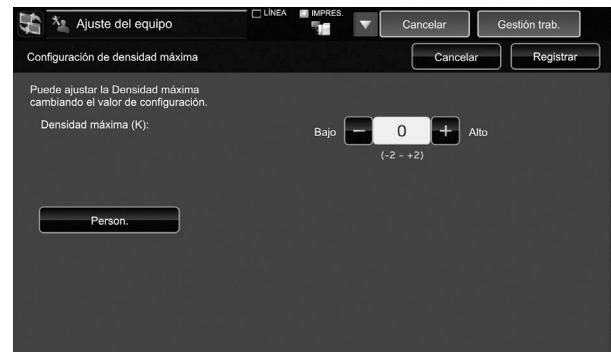 Ajuste del equipo
LÍNEA
IMPRES.
Cancelar
Gestión trab.
Configuración de densidad máxima
Cancelar
Registrar
Puede ajustar la Densidad máxima
cambiando el valor de configuración.
Densidad máxima (K):
Bajo − 0 + Alto
(-2 - +2)
Person.